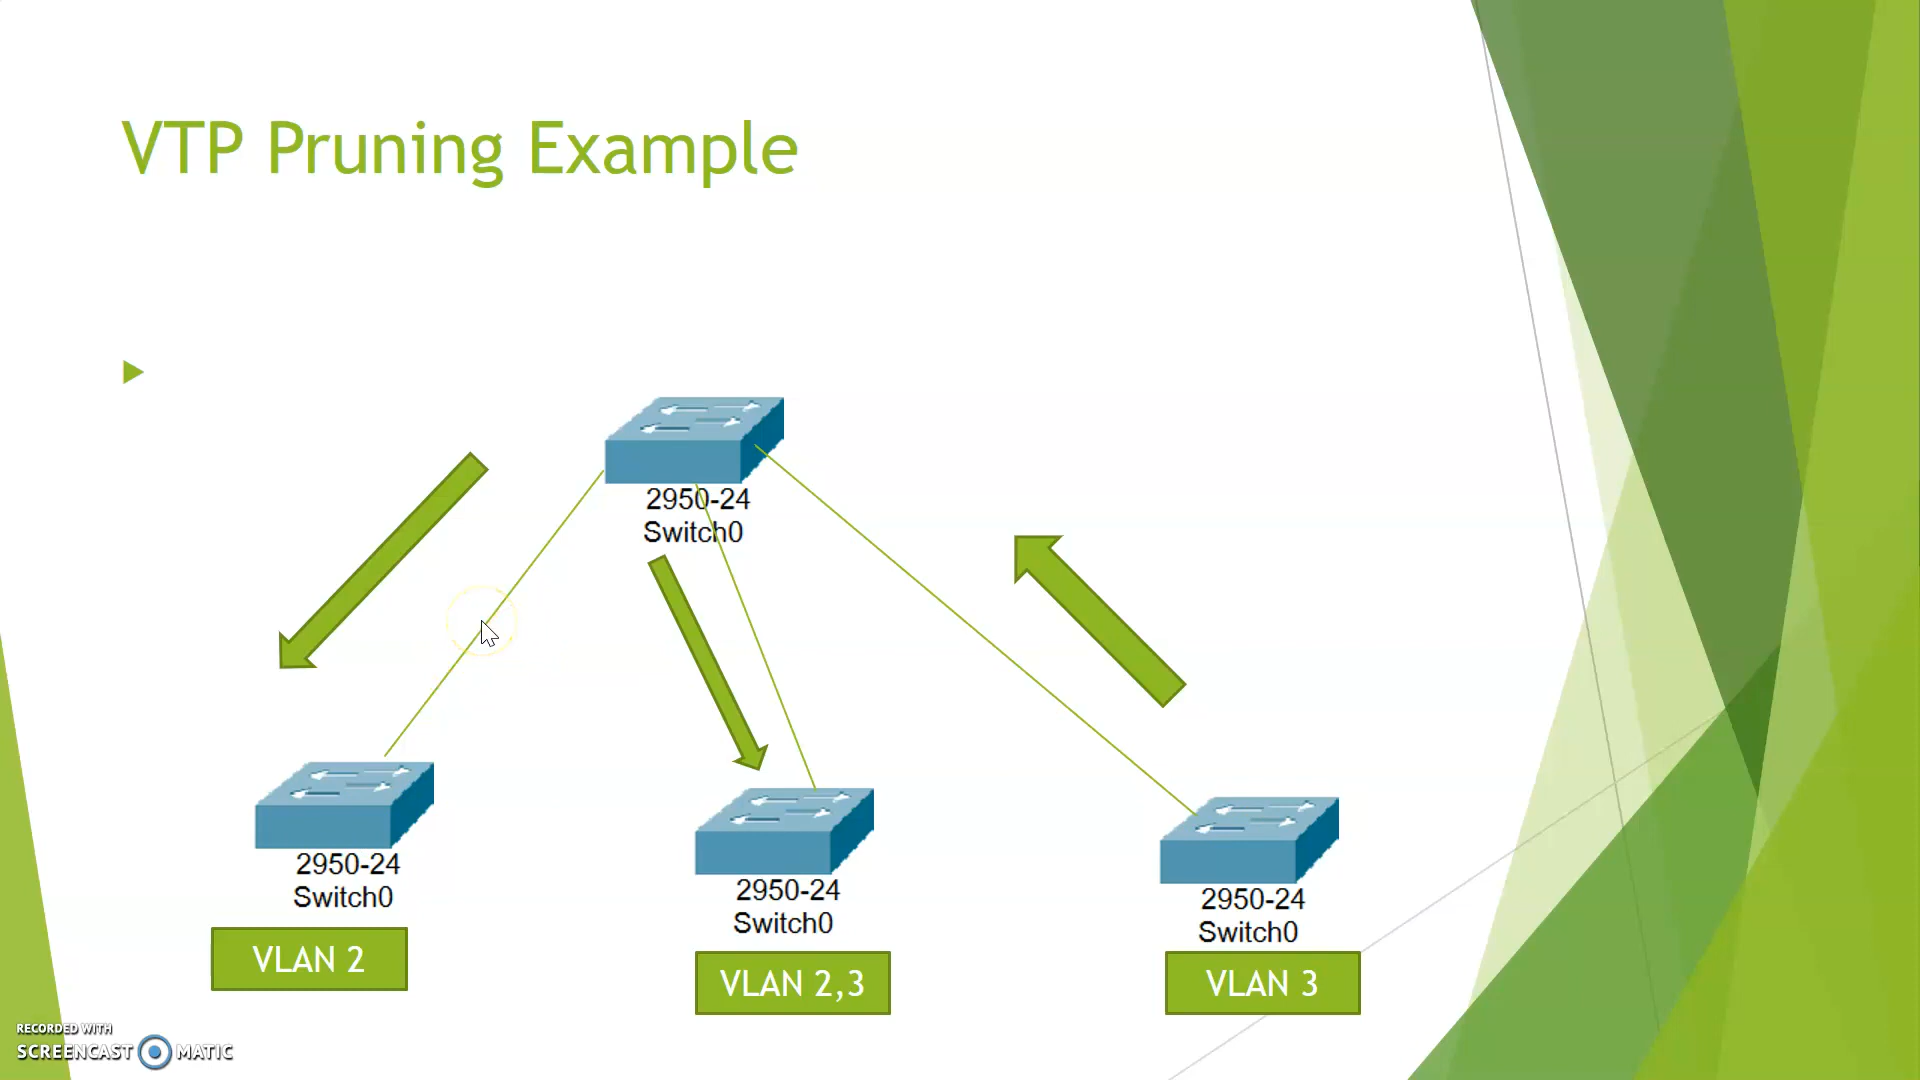 VTP Pruning Example
2950-24
Switch0
2950-24
Switch0
VLAN 2
2950-24
Switch0
VLAN 2,3
2950-24
Switch0
VLAN 3
RECORDED WITH
SCREENCAST MATIC